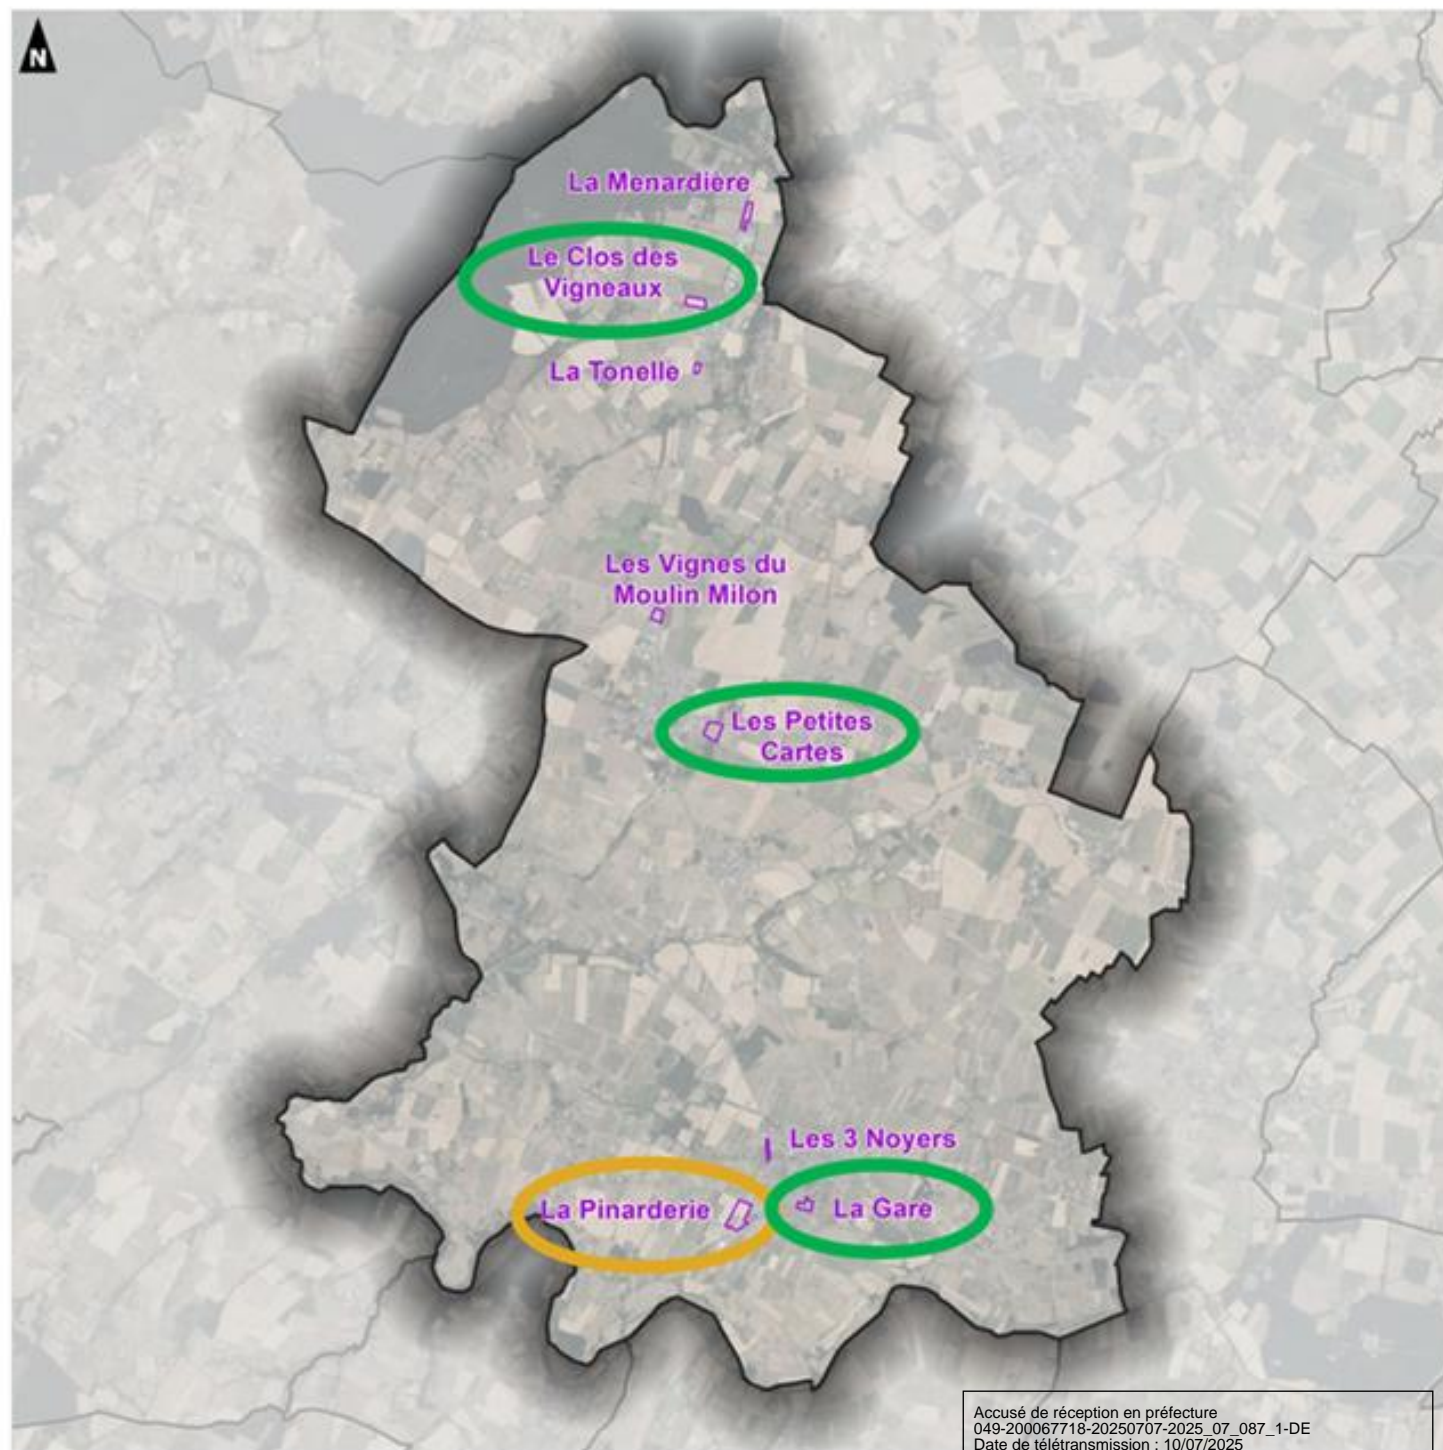 N
La Menardière
Le Clos des
Vigneaux
La Tonelle
Les Vignes du
Moulin Milon
Les Petites
Cartes
Les 3 Noyers
La Pinarderie
La Gare
Accusé de réception en préfecture
049-200067718-20250707-2025_07_087_1-DE
Date de télétransmission : 10/07/2025